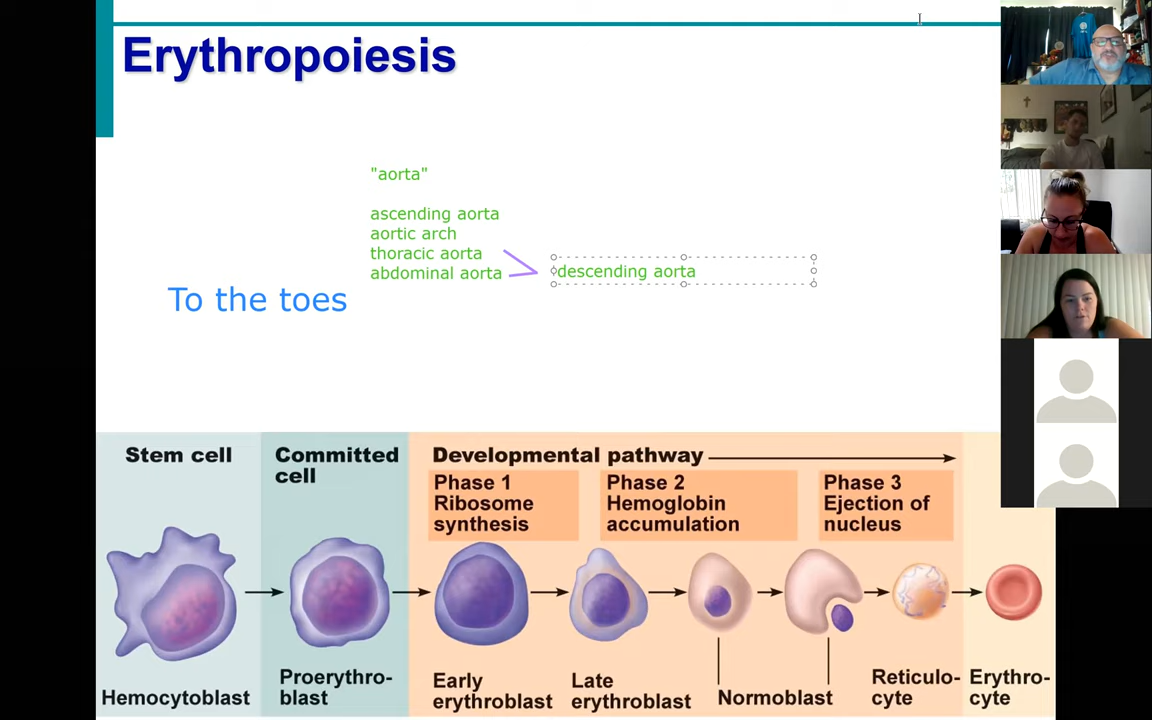 Erythropoiesis
"aorta"
ascending aorta
aortic arch
thoracic aorta
abdominal aorta
descending aorta
To the toes
Stem cell
Committed
cell
Developmental pathway
Phase 1
Ribosome
synthesis
Phase 2
Hemoglobin
accumulation
Phase 3
Ejection of
nucleus
Hemocytoblast
Proerythro-
blast
Early
erythroblast
Late
erythroblast
Normoblast
Reticulo-
cyte
Erythro-
cyte